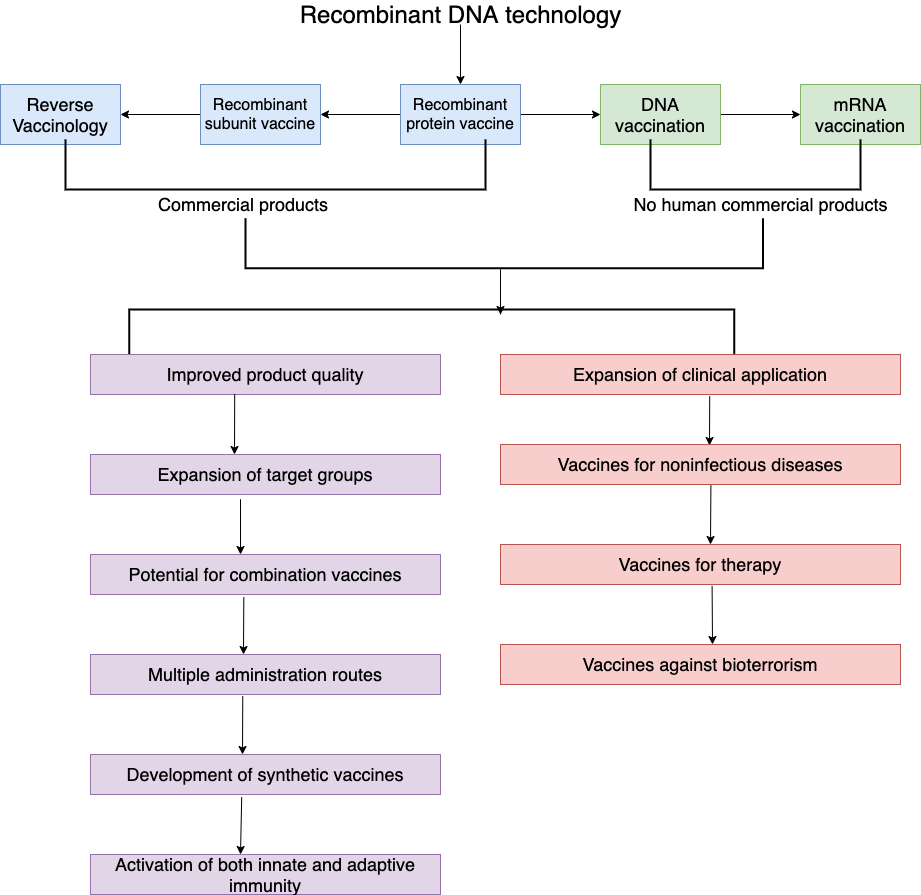 Recombinant DNA technology
Reverse
Vaccinology
Recombinant
subunit vaccine
Recombinant
protein vaccine
DNA
vaccination
mRNA
vaccination
Commercial products
No human commercial products
Improved product quality
Expansion of target groups
Potential for combination vaccines
Multiple administration routes
Development of synthetic vaccines
Activation of both innate and adaptive
immunity
Expansion of clinical application
Vaccines for noninfectious diseases
Vaccines for therapy
Vaccines against bioterrorism